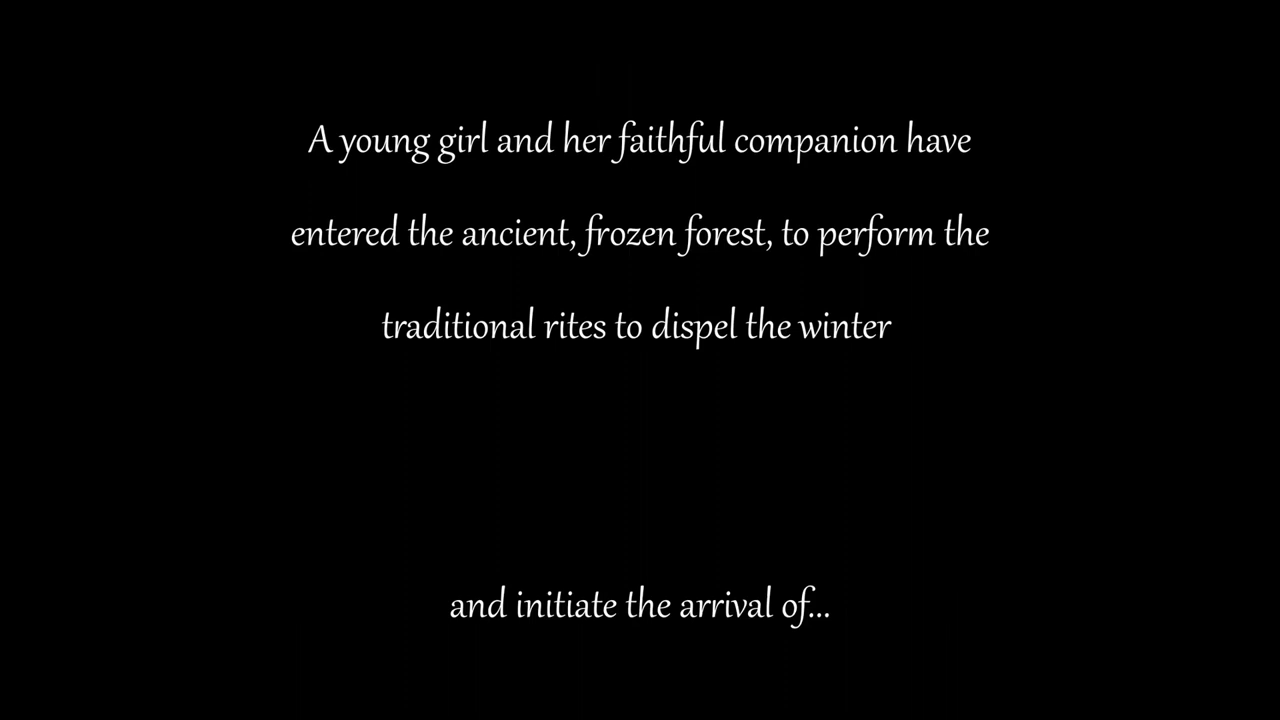 A young girl and her faithful companion have
entered the ancient, frozen forest, to perform the
traditional rites to dispel the winter
and initiate the arrival of...